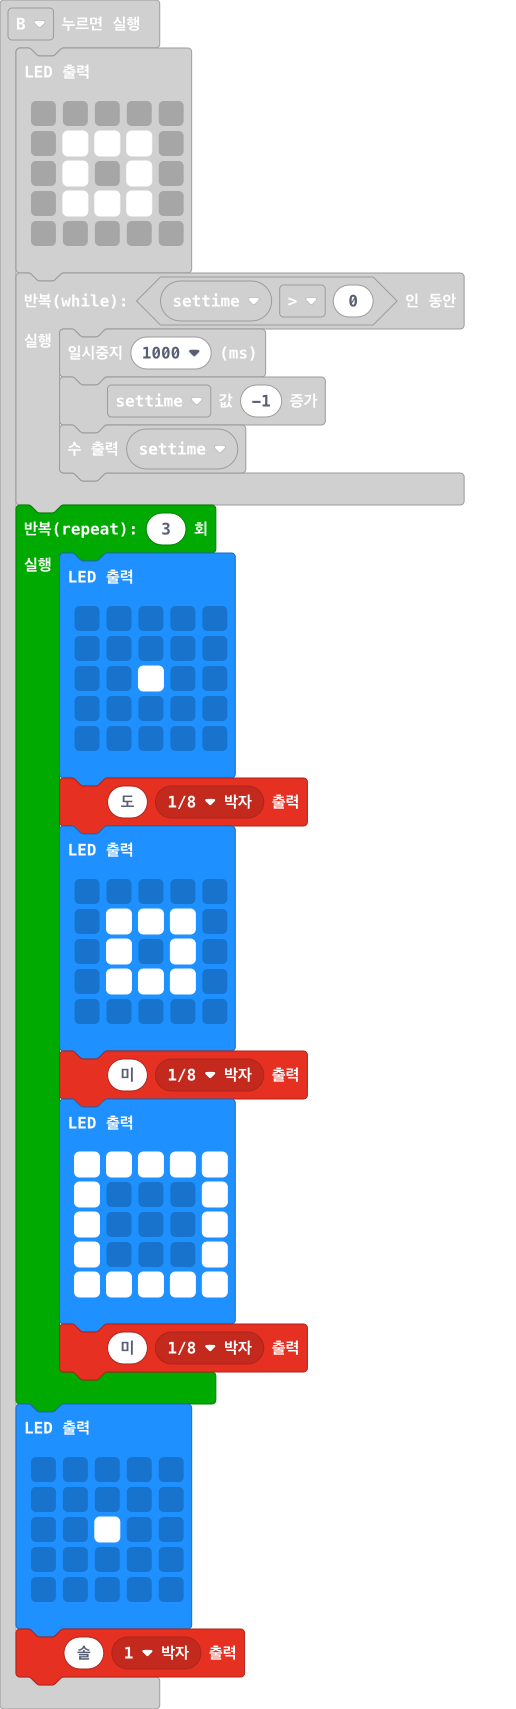 B 누르면 실행
LED 출력
반복(while): settime > 0 인 동안
실행
일시중지 1000 (ms)
settime 값 -1 증가
수 출력 settime
반복(repeat): 3 회
실행
LED 출력
도 1/8 박자 출력
LED 출력
미 1/8 박자 출력
LED 출력
미 1/8 박자 출력
LED 출력
솔 1 박자 출력